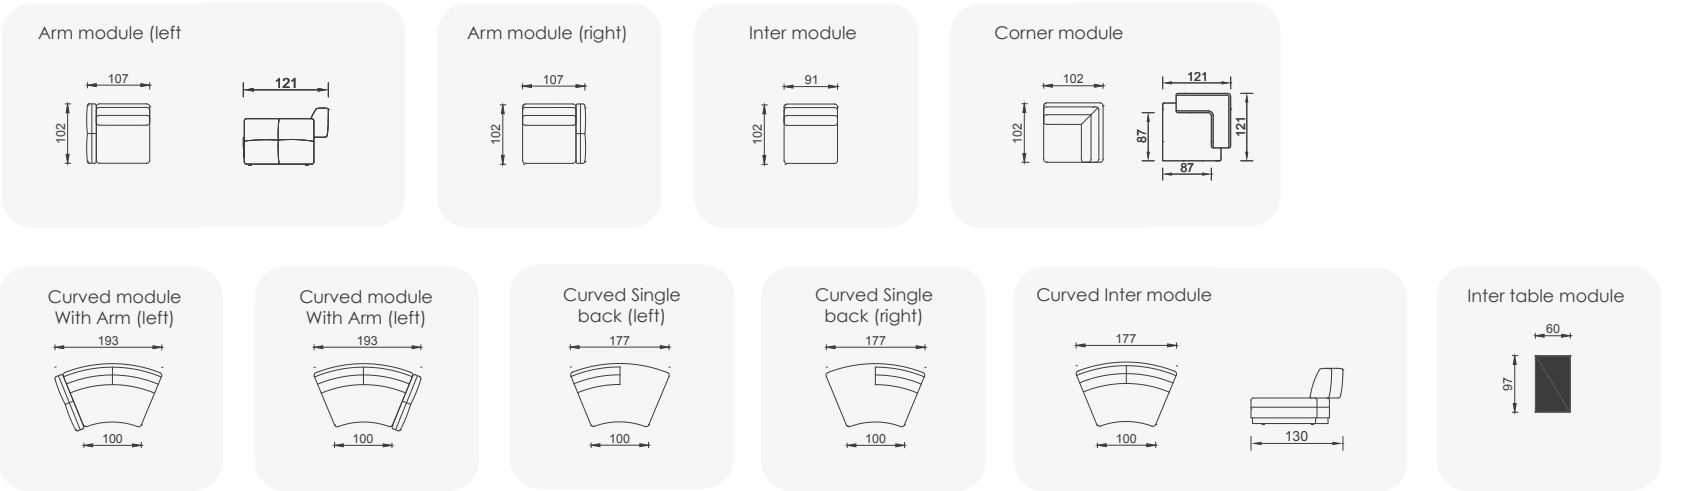 Arm module (left
107
102
121
Arm module (right)
107
102
Inter module
91
102
Corner module
102
102
121
87
121
87
Curved module
With Arm (left)
193
100
Curved module
With Arm (left)
193
100
Curved Single
back (left)
177
100
Curved Single
back (right)
177
100
Curved Inter module
177
100
130
Inter table module
60
97